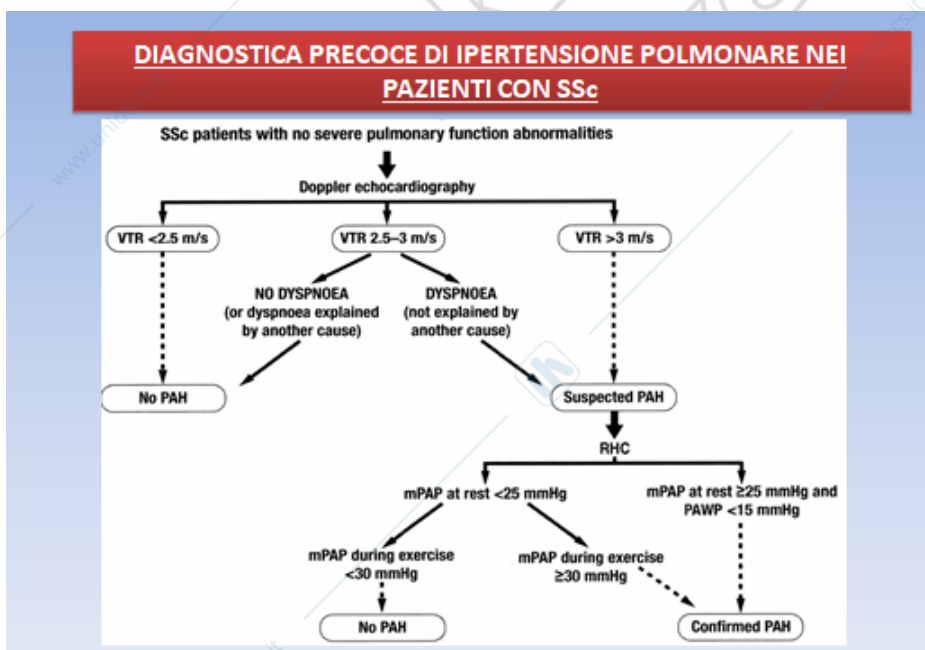 DIAGNOSTICA PRECOCE DI IPERTENSIONE POLMONARE NEI
PAZIENTI CON SSc
SSc patients with no severe pulmonary function abnormalities
Doppler echocardiography
VTR <2.5 m/s
VTR 2.5–3 m/s
VTR >3 m/s
NO DYSPNOEA
(or dyspnoea explained
by another cause)
DYSPNOEA
(not explained by
another cause)
No PAH
Suspected PAH
RHC
mPAP at rest <25 mmHg
mPAP at rest ≥25 mmHg and
PAWP <15 mmHg
mPAP during exercise
<30 mmHg
mPAP during exercise
≥30 mmHg
No PAH
Confirmed PAH